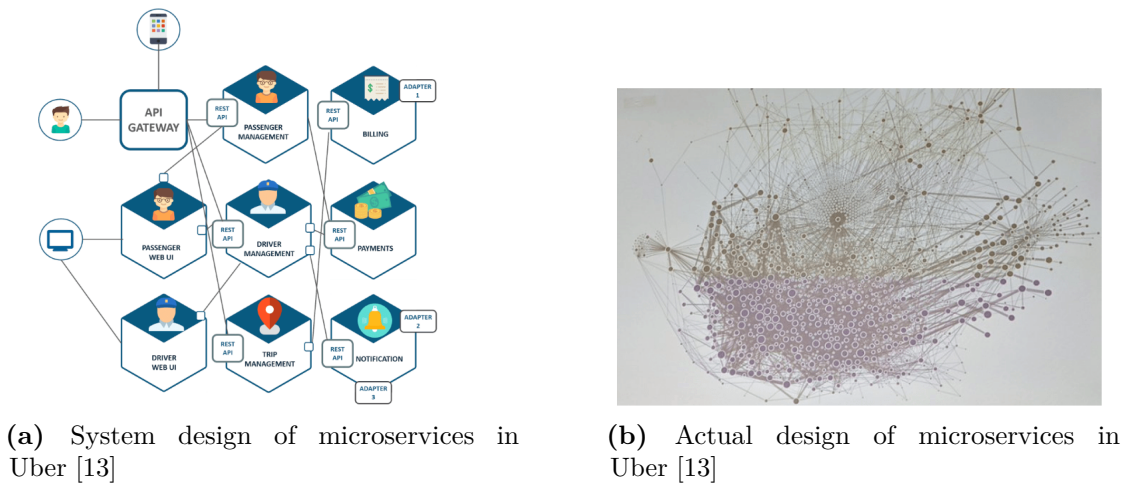 API
GATEWAY
REST
API
PASSENGER
MANAGEMENT
REST
API
BILLING
ADAPTER
1
PASSENGER
WEB UI
REST
API
DRIVER
MANAGEMENT
REST
API
PAYMENTS
DRIVER
WEB UI
REST
API
TRIP
MANAGEMENT
REST
API
NOTIFICATION
ADAPTER
2
ADAPTER
3
(a) System design of microservices in
Uber [13]
(b) Actual design of microservices in
Uber [13]